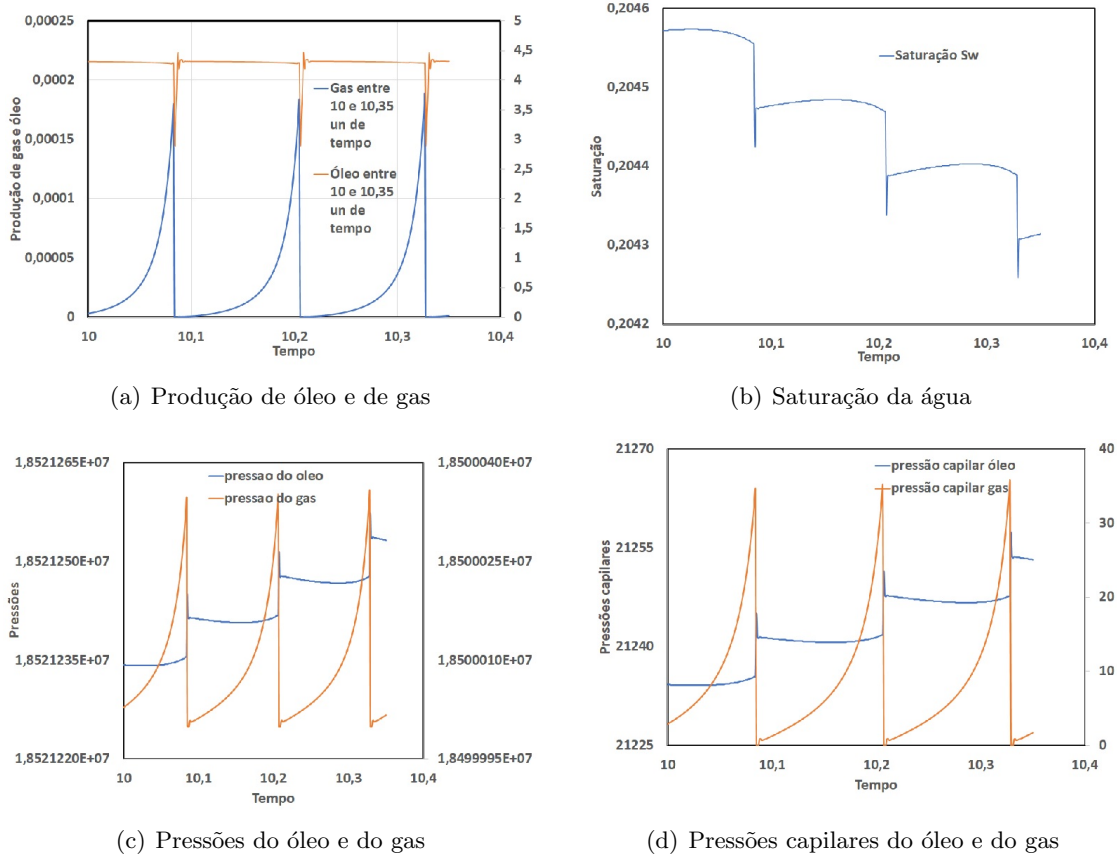 0,00025
0,0002
0,00015
0,0001
0,00005
0
Produção de gas e óleo
5
4,5
4
3,5
3
2,5
2
1,5
1
0,5
0
Gas entre
10 e 10,35
un de
tempo
Óleo entre
10 e 10,35
un de
tempo
10
10,1
10,2
10,3
10,4
Tempo
(a) Produção de óleo e de gas
0,2046
0,2045
0,2044
0,2043
0,2042
Saturação
Saturação Sw
10
10,1
10,2
10,3
10,4
Tempo
(b) Saturação da água
1,8521265E+07
1,8521250E+07
1,8521235E+07
1,8521220E+07
Pressões
pressao do oleo
pressao do gas
1,8500040E+07
1,8500025E+07
1,8500010E+07
1,8499995E+07
10
10,1
10,2
10,3
10,4
Tempo
(c) Pressões do óleo e do gas
21270
21255
21240
21225
Pressões capilares
pressão capilar óleo
pressão capilar gas
40
30
20
10
0
10
10,1
10,2
10,3
10,4
Tempo
(d) Pressões capilares do óleo e do gas